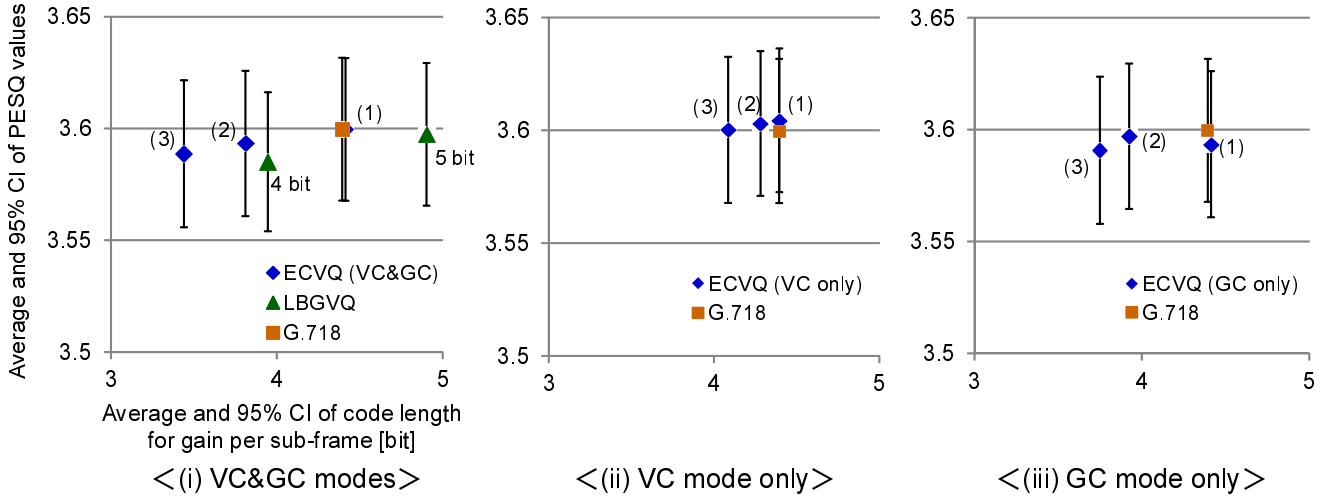 Average and 95% CI of PESQ values
3.65
3.6
3.55
3.5
3
4
5
(3)
(2)
(1)
4 bit
5 bit
ECVQ (VC&GC)
LBGVQ
G.718
Average and 95% CI of code length
for gain per sub-frame [bit]
<(i) VC&GC modes>
3.65
3.6
3.55
3.5
3
4
5
(3)
(2)
(1)
ECVQ (VC only)
G.718
<(ii) VC mode only>
3.65
3.6
3.55
3.5
3
4
5
(3)
(2)
(1)
ECVQ (GC only)
G.718
<(iii) GC mode only>